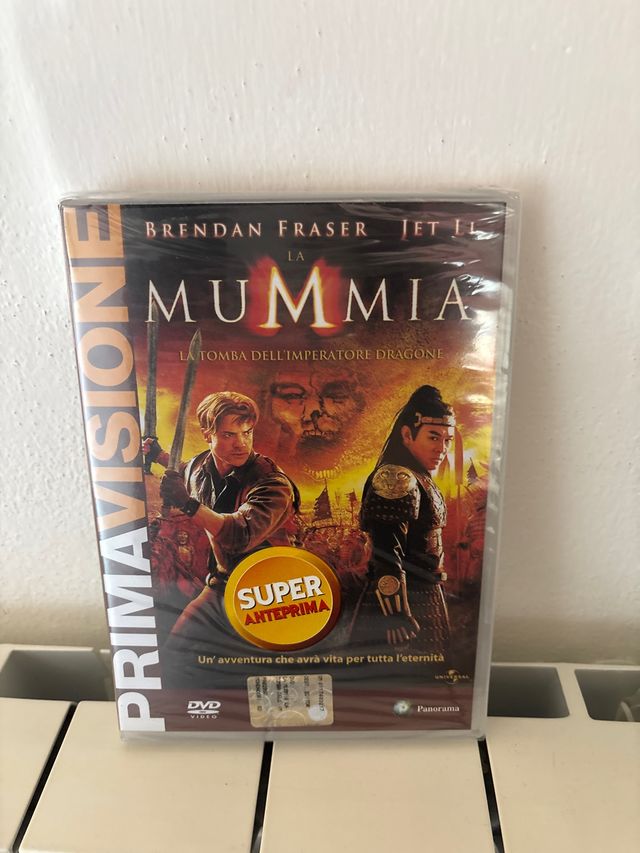 PRIMAVISIONE
BRENDAN FRASER JET LI
LA
MUMMIA
LA TOMBA DELL'IMPERATORE DRAGONE
SUPER
ANTEPRIMA
Un' avventura che avrà vita per tutta l'eternità
UNIVERSAL
DVD
VIDEO
Panorama